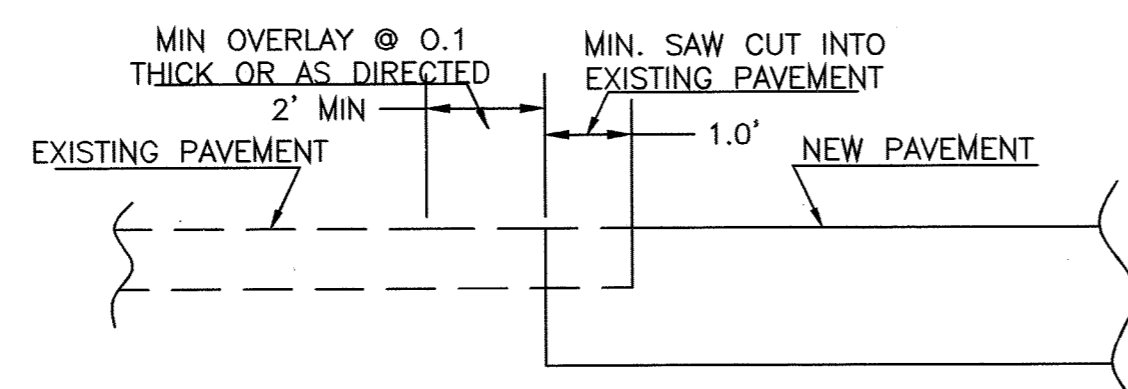 MIN OVERLAY @ 0.1
THICK OR AS DIRECTED
2' MIN
MIN. SAW CUT INTO
EXISTING PAVEMENT
1.0'
EXISTING PAVEMENT
NEW PAVEMENT